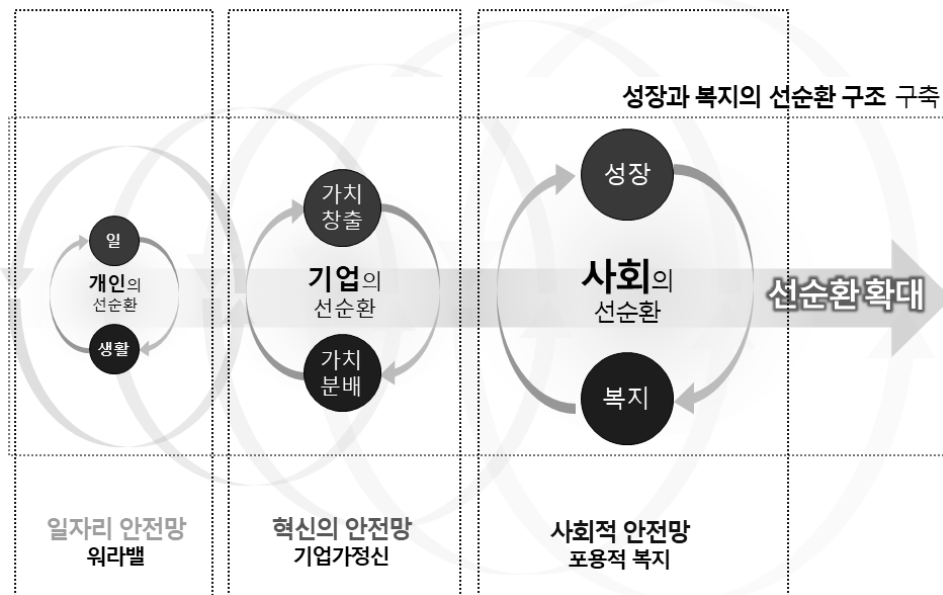 성장과 복지의 선순환 구조 구축
일
개인의
선순환
생활
가치
창출
기업의
선순환
가치
분배
성장
사회의
선순환
복지
선순환 확대
일자리 안전망
워라밸
혁신의 안전망
기업가정신
사회적 안전망
포용적 복지